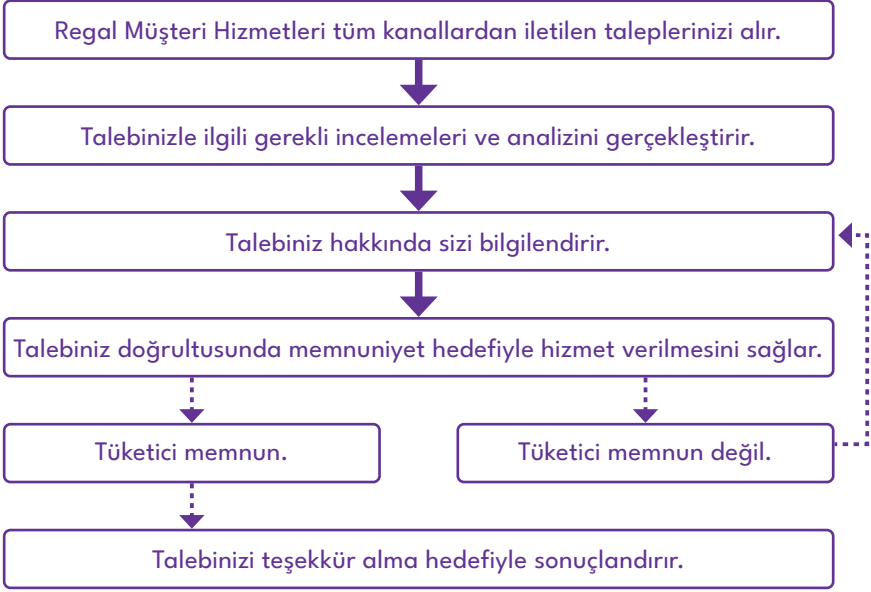 Regal Müşteri Hizmetleri tüm kanallardan iletilen taleplerinizi alır.
Talebinizle ilgili gerekli incelemeleri ve analizini gerçekleştirir.
Talebiniz hakkında sizi bilgilendirir.
Talebiniz doğrultusunda memnuniyet hedefiyle hizmet verilmesini sağlar.
Tüketici memnun.
Tüketici memnun değil.
Talebinizi teşekkür alma hedefiyle sonuçlandırır.